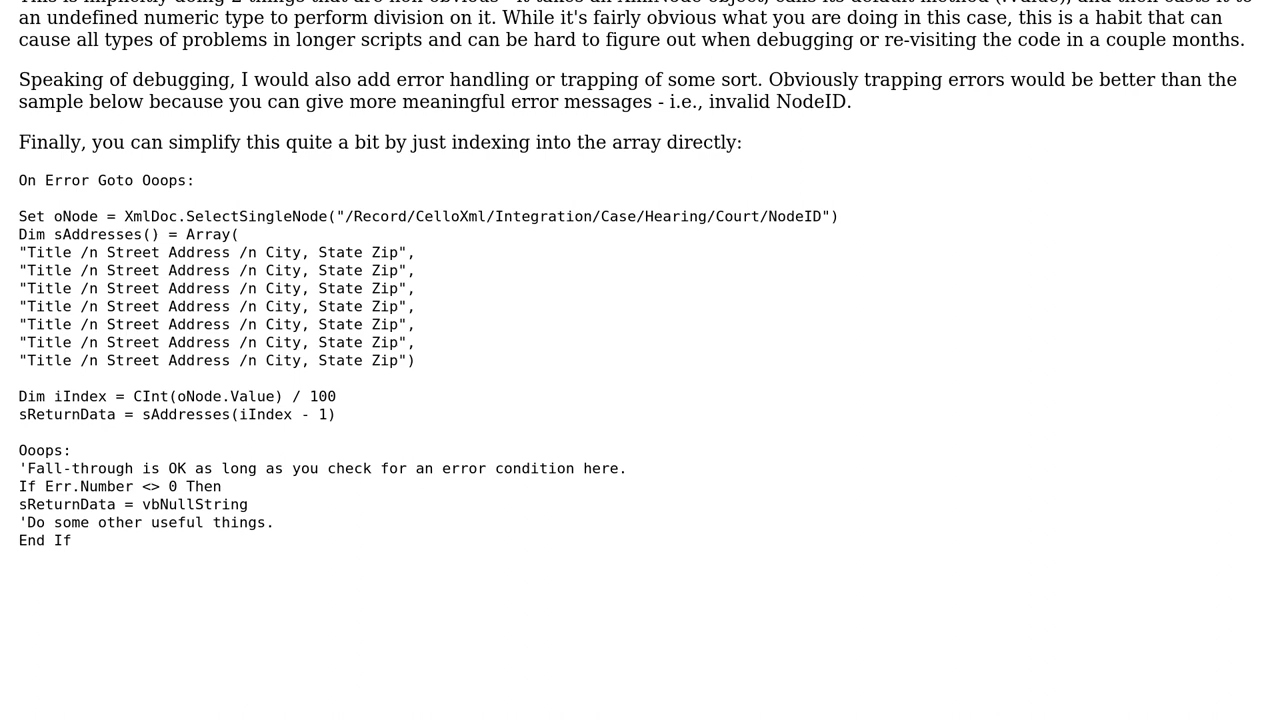 an undefined numeric type to perform division on it. While it's fairly obvious what you are doing in this case, this is a habit that can
cause all types of problems in longer scripts and can be hard to figure out when debugging or re-visiting the code in a couple months.
Speaking of debugging, I would also add error handling or trapping of some sort. Obviously trapping errors would be better than the
sample below because you can give more meaningful error messages - i.e., invalid NodeID.
Finally, you can simplify this quite a bit by just indexing into the array directly:
On Error Goto Ooops:
Set oNode = XmlDoc.SelectSingleNode("/Record/CelloXml/Integration/Case/Hearing/Court/NodeID")
Dim sAddresses() = Array(
"Title /n Street Address /n City, State Zip",
"Title /n Street Address /n City, State Zip",
"Title /n Street Address /n City, State Zip",
"Title /n Street Address /n City, State Zip",
"Title /n Street Address /n City, State Zip",
"Title /n Street Address /n City, State Zip",
"Title /n Street Address /n City, State Zip")
Dim iIndex = CInt(oNode.Value) / 100
sReturnData = sAddresses(iIndex - 1)
Ooops:
'Fall-through is OK as long as you check for an error condition here.
If Err.Number <> 0 Then
sReturnData = vbNullString
'Do some other useful things.
End If